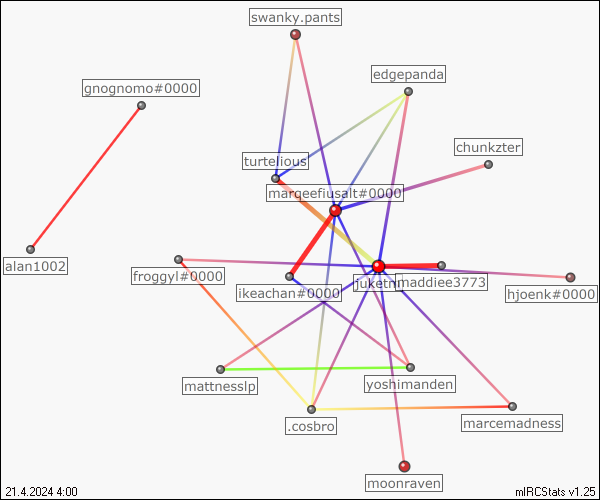 swanky.pants
edgepanda
gnognomo#0000
chunkzter
turtelious
margeefiusalt#0000
alan1002
froggyl#0000
ikeachan#0000
maddiee3773
hjoenk#0000
mattnesslp
yoshimanden
.cosbro
marcemadness
moonraven
21.4.2024 4:00
mIRCStats v1.25